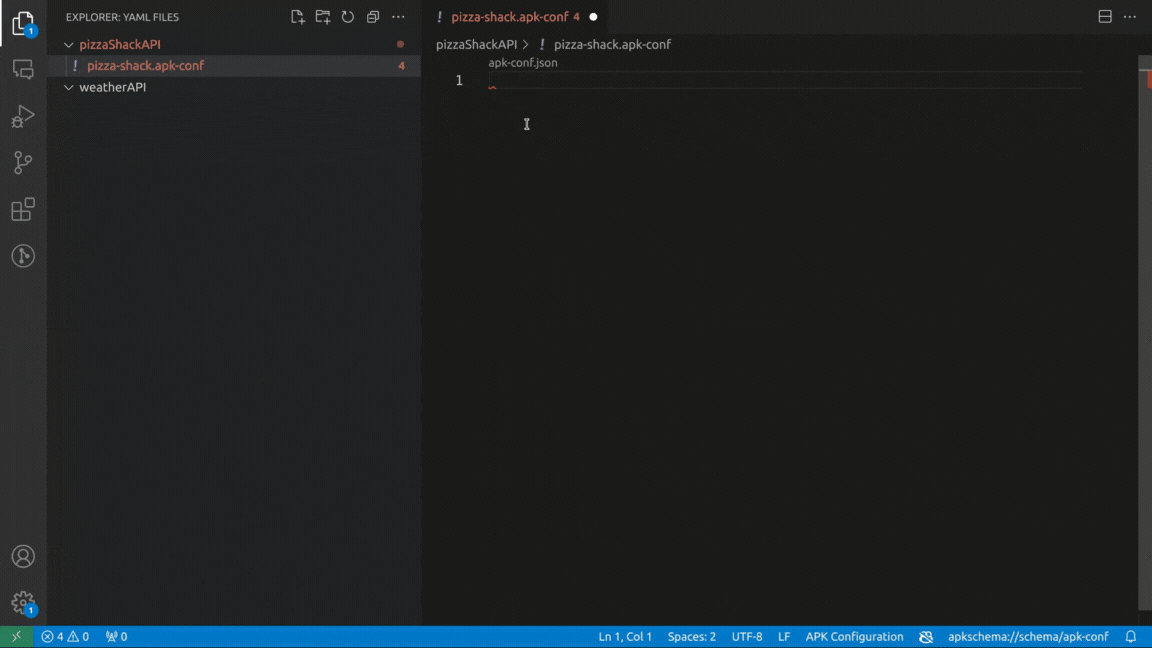 EXPLORER: YAML FILES
pizzaShackAPI
! pizza-shack.apk-conf 4
weatherAPI
! pizza-shack.apk-conf 4
pizzaShackAPI > ! pizza-shack.apk-conf
apk-conf.json
1
1
1
4 0 0
Ln 1, Col 1 Spaces: 2 UTF-8 LF APK Configuration apkschema://schema/apk-conf